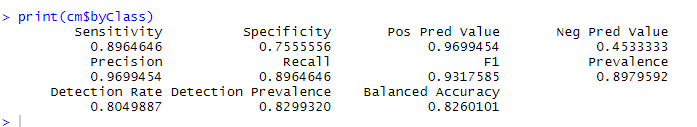 > print(cm$byClass)
Sensitivity Specificity Pos Pred Value Neg Pred Value
0.8964646 0.7555556 0.9699454 0.4533333
Precision Recall F1 Prevalence
0.9699454 0.8964646 0.9317585 0.8979592
Detection Rate Detection Prevalence Balanced Accuracy
0.8049887 0.8299320 0.8260101
>